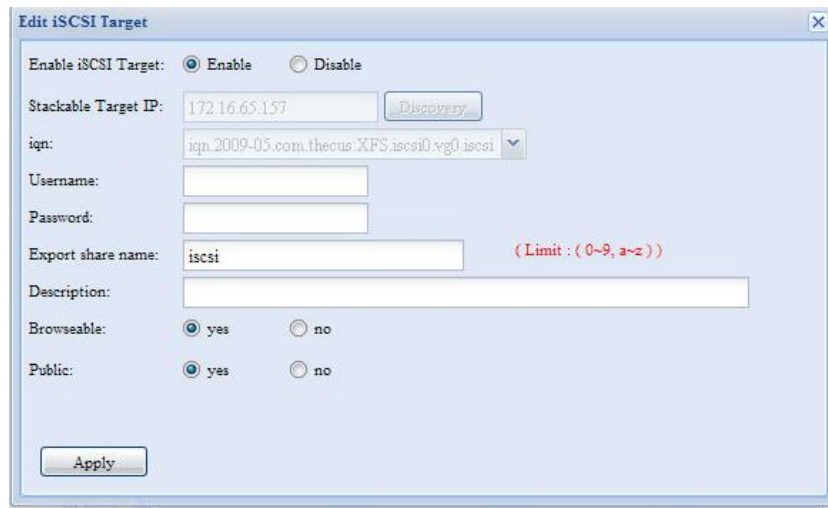 Edit iSCSI Target
Enable iSCSI Target: Enable Disable
Stackable Target IP: 172.16.65.157 Discovery
iqn: iqn.2009-05.com.thecus:XFS.iscsi0.vg0.iscsi
Username:
Password:
Export share name: iscsi ( Limit : ( 0~9, a~z ) )
Description:
Browseable: yes no
Public: yes no
Apply